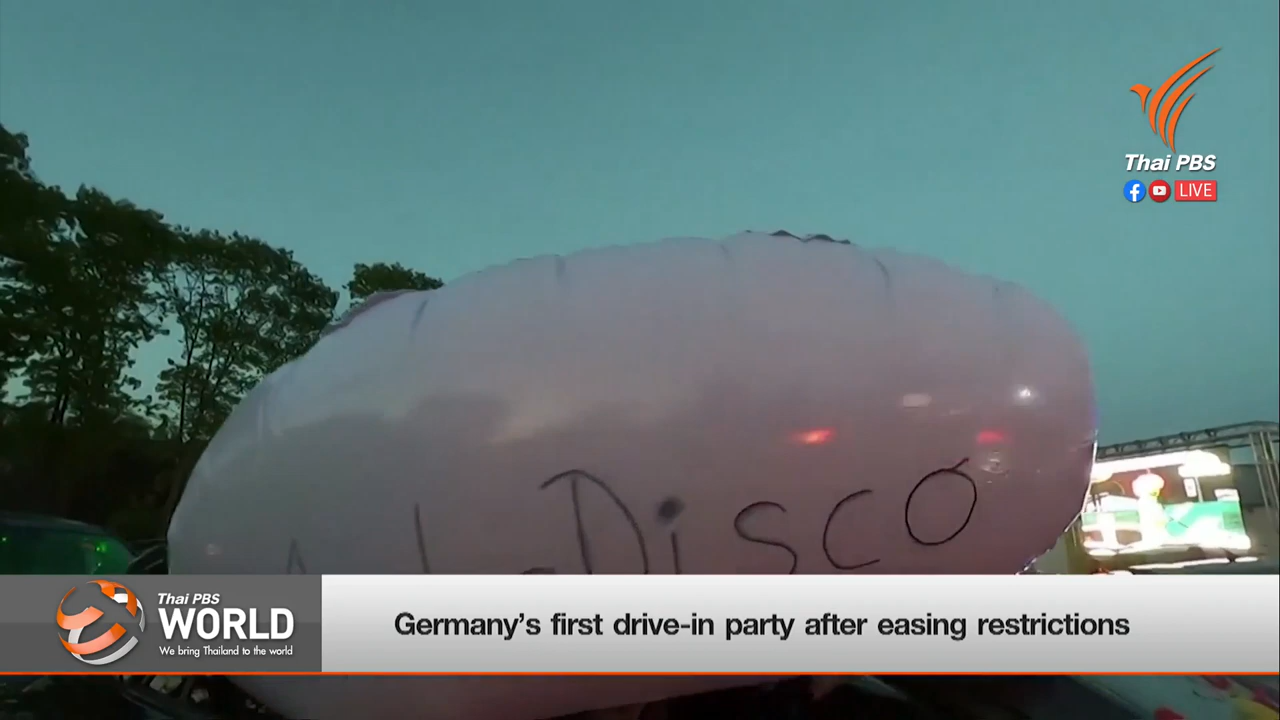 Thai PBS
LIVE
Disco
Thai PBS
WORLD
We bring Thailand to the world
Germany's first drive-in party after easing restrictions